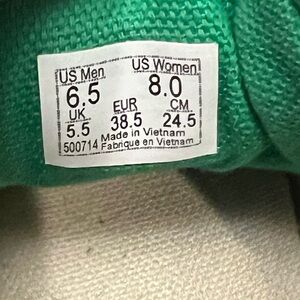 US Men US Women
6.5 8.0
UK EUR CM
5.5 38.5 24.5
Made in Vietnam
500714 Fabriqué en Vietnam